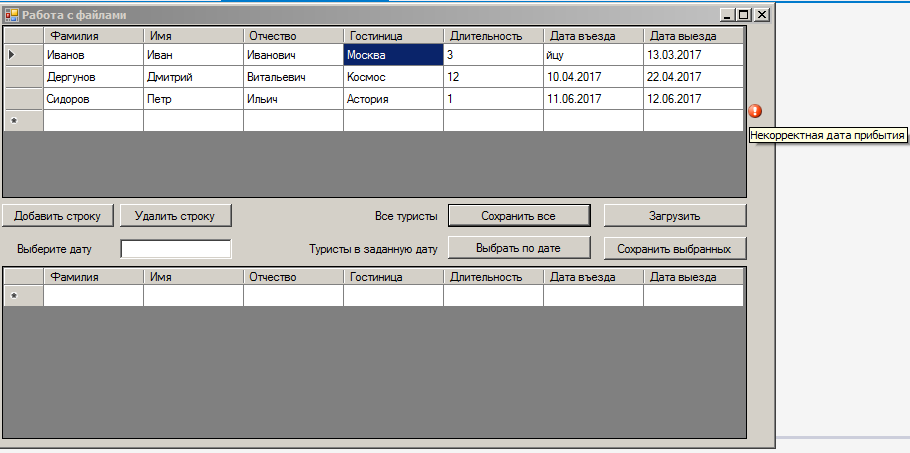 Работа с файлами
Фамилия Имя Отчество Гостиница Длительность Дата въезда Дата выезда
Иванов Иван Иванович Москва 3 йцу 13.03.2017
Дергунов Дмитрий Витальевич Космос 12 10.04.2017 22.04.2017
Сидоров Петр Ильич Астория 1 11.06.2017 12.06.2017
Некорректная дата прибытия
Добавить строку Удалить строку Все туристы Сохранить все Загрузить
Выберите дату Туристы в заданную дату Выбрать по дате Сохранить выбранных
Фамилия Имя Отчество Гостиница Длительность Дата въезда Дата выезда